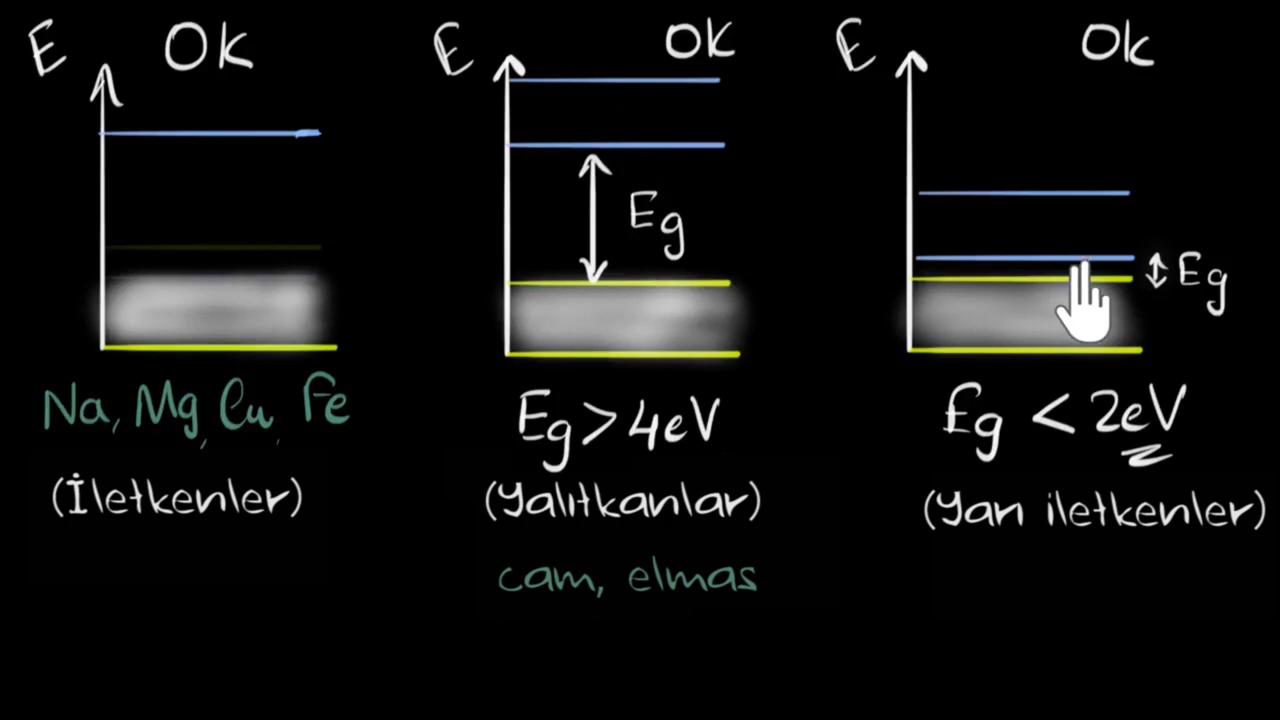 E OK
E OK
Eg
E OK
Eg
Na, Mg, Cu, Fe
(İletkenler)
Eg > 4eV
(Yalıtkanlar)
cam, elmas
Eg < 2eV
(Yarı iletkenler)